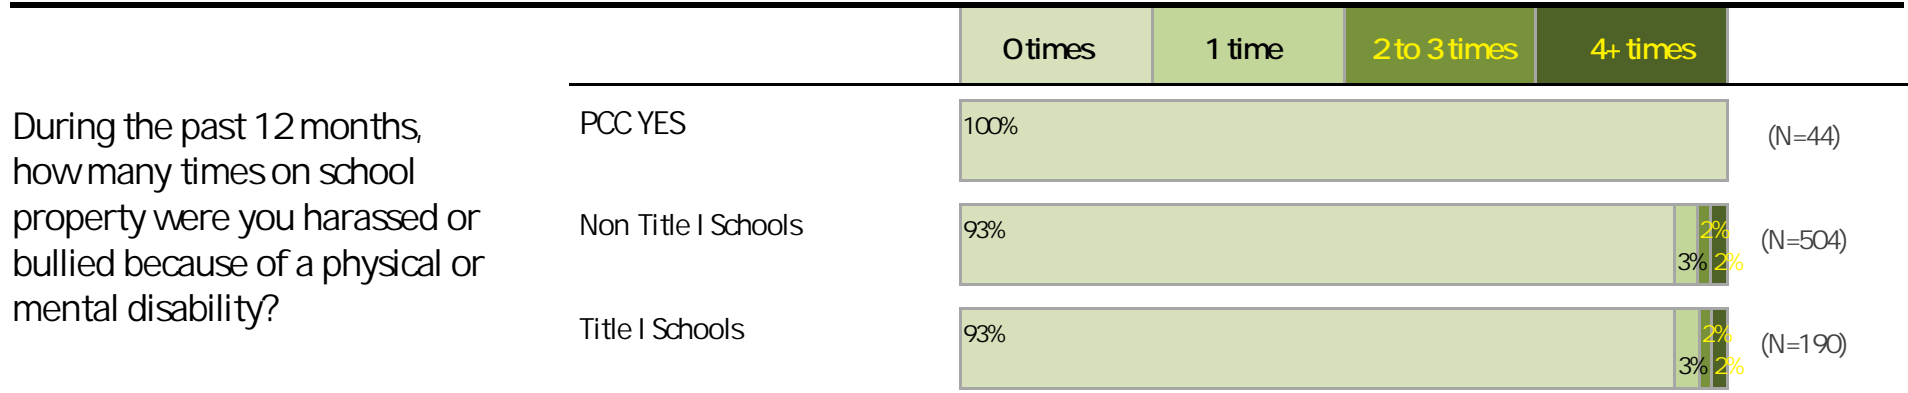 0 times 1 time 2 to 3 times 4+ times
During the past 12 months,
how many times on school
property were you harassed or
bullied because of a physical or
mental disability?
PCC YES 100% (N=44)
Non Title I Schools 93% 2% (N=504)
3% 2%
Title I Schools 93% 2% (N=190)
3% 2%